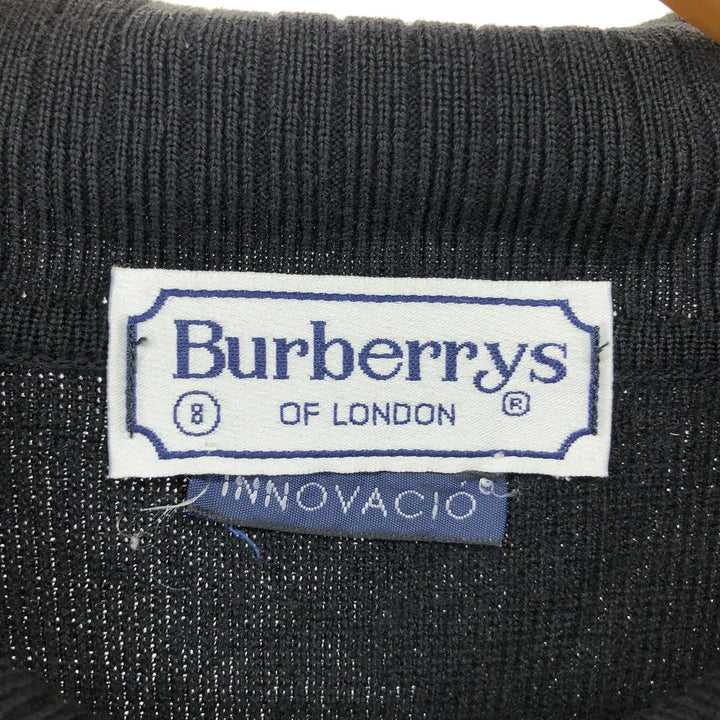 Burberrys
8 OF LONDON ®
INNOVACIO